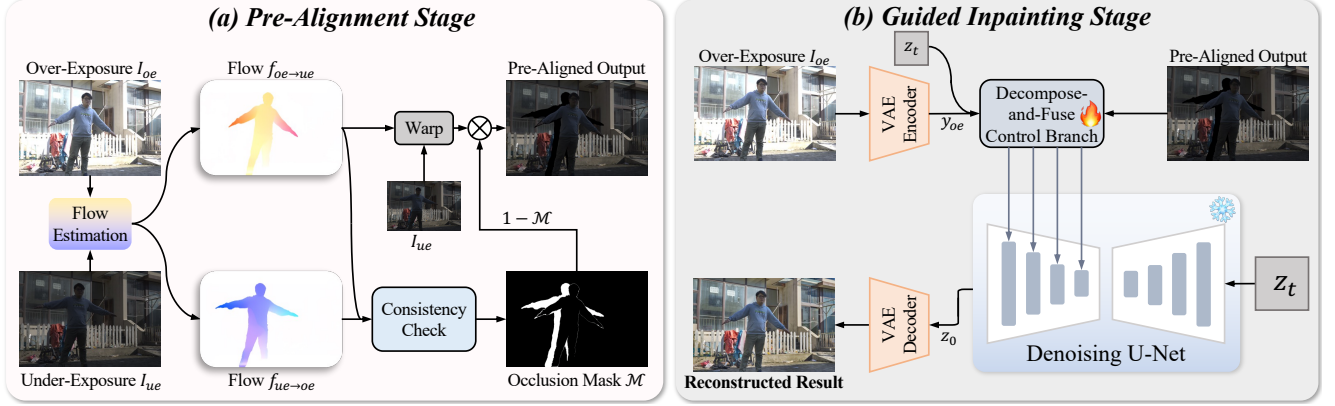 (a) Pre-Alignment Stage
Over-Exposure I_oe
Flow f_oe→ue
Pre-Aligned Output
Warp
Flow
Estimation
I_ue
1 − ℳ
Consistency
Check
Under-Exposure I_ue
Flow f_ue→oe
Occlusion Mask ℳ
(b) Guided Inpainting Stage
Over-Exposure I_oe
z_t
Pre-Aligned Output
VAE
Encoder
y_oe
Decompose-
and-Fuse
Control Branch
z_t
VAE
Decoder
z_0
Denoising U-Net
Reconstructed Result